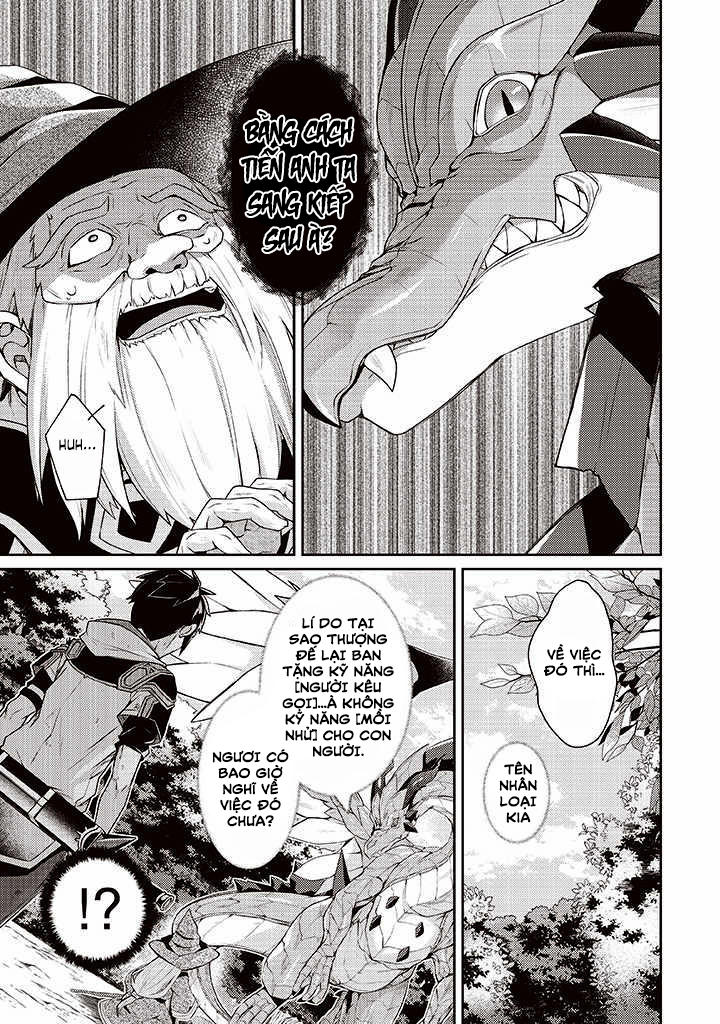 BẰNG CÁCH
TIỄN ANH TA
SANG KIẾP
SAU À?
HUH...
VỀ VIỆC
ĐÓ THÌ...
TÊN
NHÂN
LOẠI
KIA
LÍ DO TẠI
SAO THƯỢNG
ĐẾ LẠI BAN
TẶNG KỸ NĂNG
[NGƯỜI KÊU
GỌI]...À KHÔNG
KỸ NĂNG [MỒI
NHỬ] CHO CON
NGƯỜI.
NGƯƠI CÓ
BAO GIỜ
NGHĨ VỀ
VIỆC ĐÓ
CHƯA?
!?